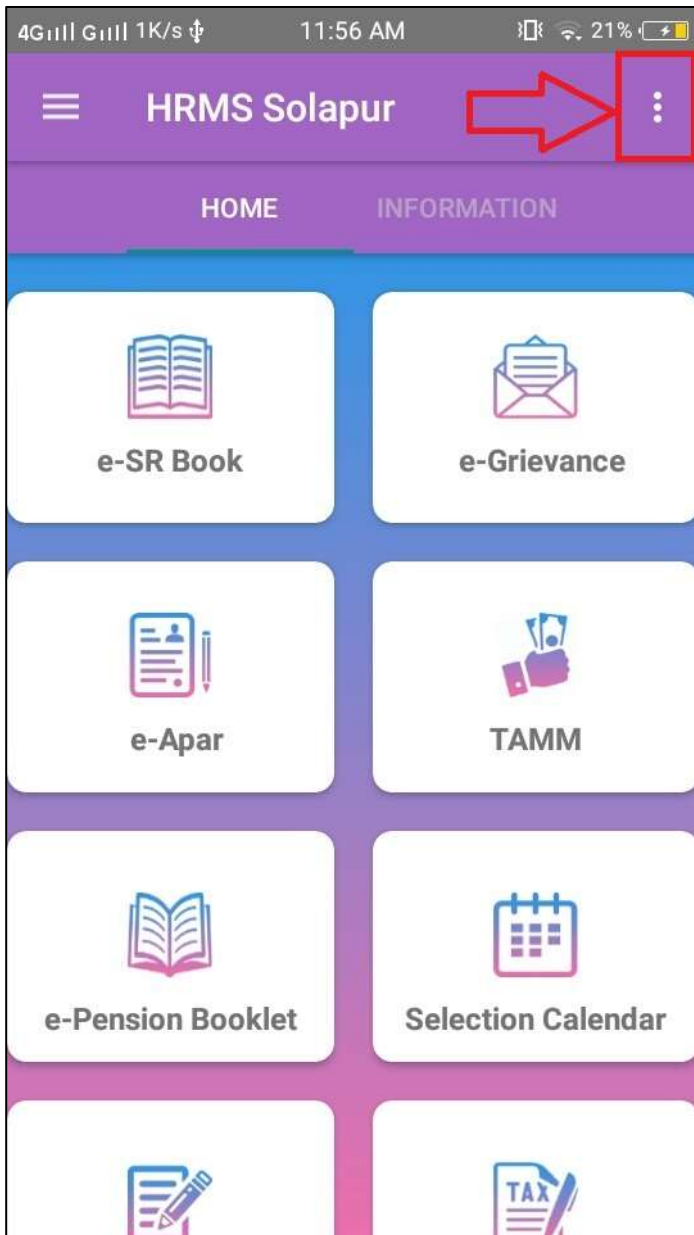 4G G 1K/s 11:56 AM 21%
HRMS Solapur
HOME INFORMATION
e-SR Book e-Grievance
e-Apar TAMM
e-Pension Booklet Selection Calendar
TAX